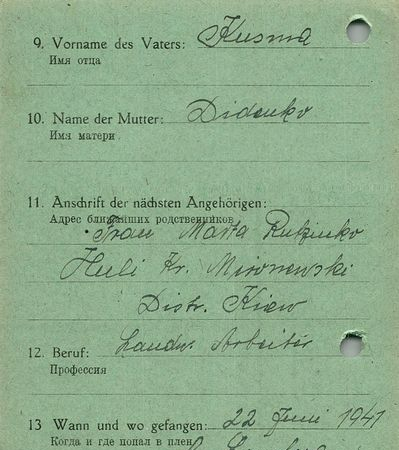 9. Vorname des Vaters: Kusma
Имя отца
10. Name der Mutter: Didenko
Имя матери
11. Anschrift der nächsten Angehörigen:
Адрес ближайших родственников
Frau Marta
Huli Kr. Mironewski
Distr. Kiew
12. Beruf: Landw. Arbeiter
Профессия
13 Wann und wo gefangen: 22 Juni 1941
Когда и где попал в плен